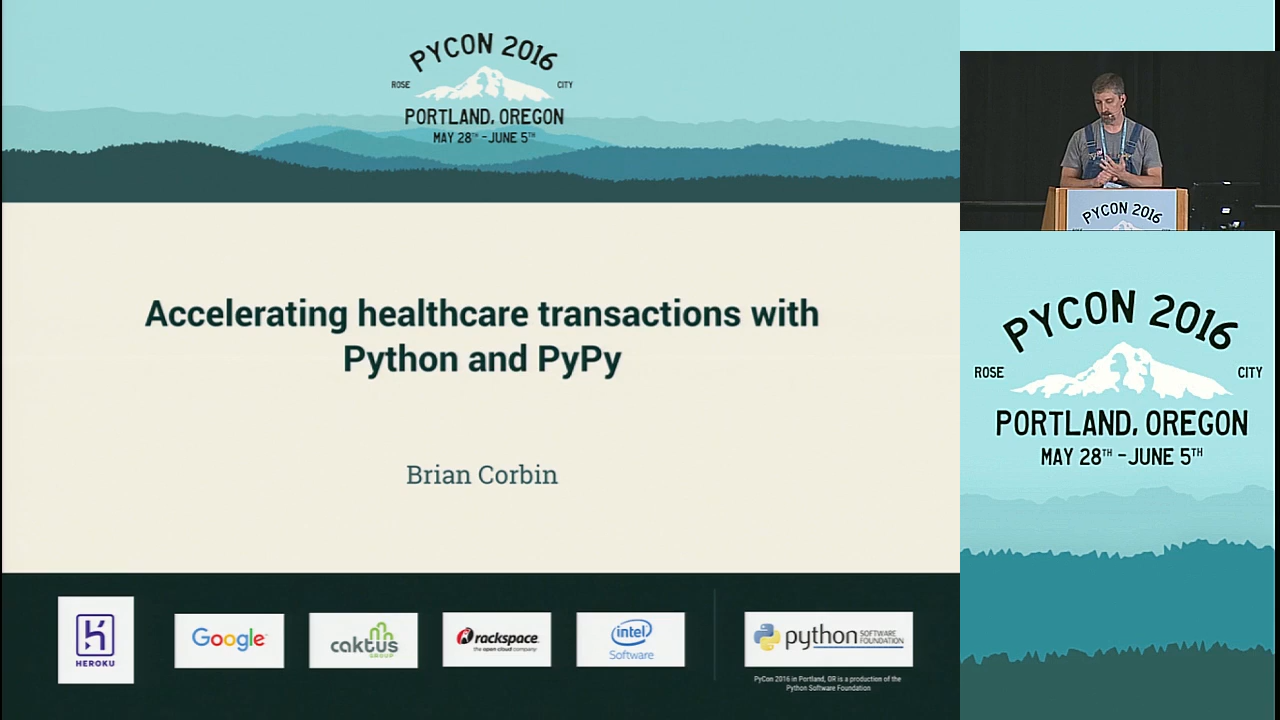 PYCON 2016
ROSE
CITY
PORTLAND, OREGON
MAY 28TH - JUNE 5TH
Accelerating healthcare transactions with
Python and PyPy
Brian Corbin
HEROKU
Google
caktus
GROUP
rackspace
the open cloud company
intel
Software
python SOFTWARE
FOUNDATION
PyCon 2016 in Portland, OR is a production of the
Python Software Foundation
PYCON 2016
PYCON 2016
ROSE
CITY
PORTLAND, OREGON
MAY 28TH - JUNE 5TH